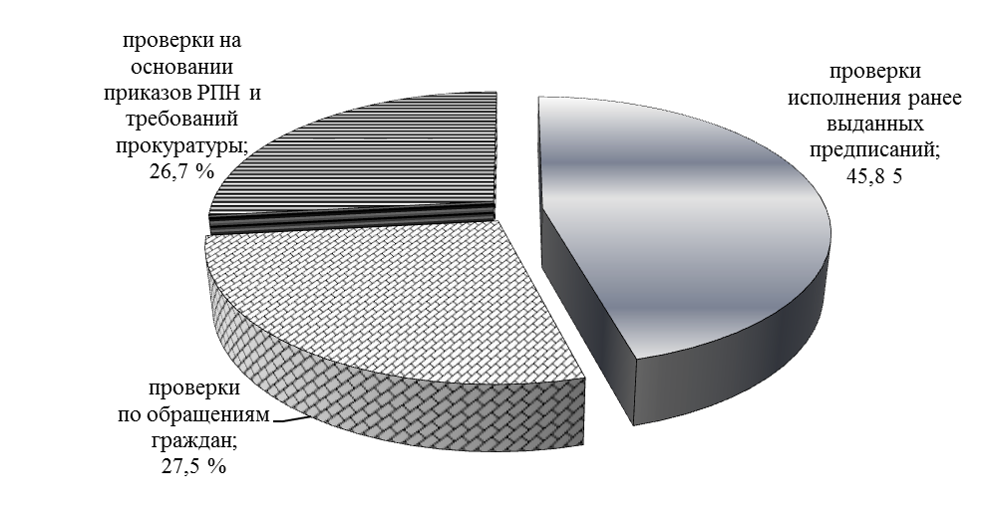 проверки на
основании
приказов РПН и
требований
прокуратуры;
26,7 %
проверки
исполнения ранее
выданных
предписаний;
45,8 5
проверки
по обращениям
граждан;
27,5 %